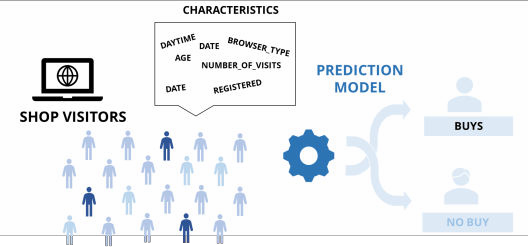 CHARACTERISTICS
DAYTIME
DATE
BROWSER_TYPE
AGE
NUMBER_OF_VISITS
DATE
REGISTERED
SHOP VISITORS
PREDICTION
MODEL
BUYS
NO BUY